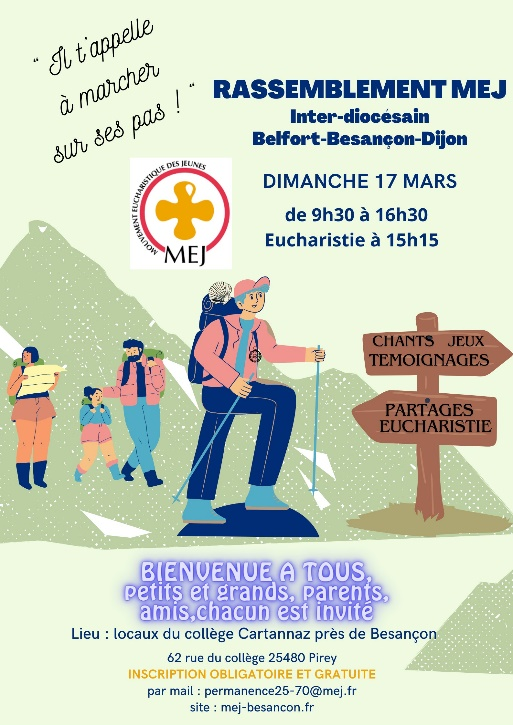 “ Il t'appelle
à marcher
sur ses pas ! ”
RASSEMBLEMENT MEJ
Inter-diocésain
Belfort-Besançon-Dijon
DIMANCHE 17 MARS
de 9h30 à 16h30
Eucharistie à 15h15
MOUVEMENT EUCHARISTIQUE DES JEUNES
MEJ
CHANTS JEUX
TEMOIGNAGES
PARTAGES
EUCHARISTIE
BIENVENUE A TOUS,
petits et grands, parents,
amis,chacun est invité
Lieu : locaux du collège Cartannaz près de Besançon
62 rue du collège 25480 Pirey
INSCRIPTION OBLIGATOIRE ET GRATUITE
par mail : permanence25-70@mej.fr
site : mej-besancon.fr